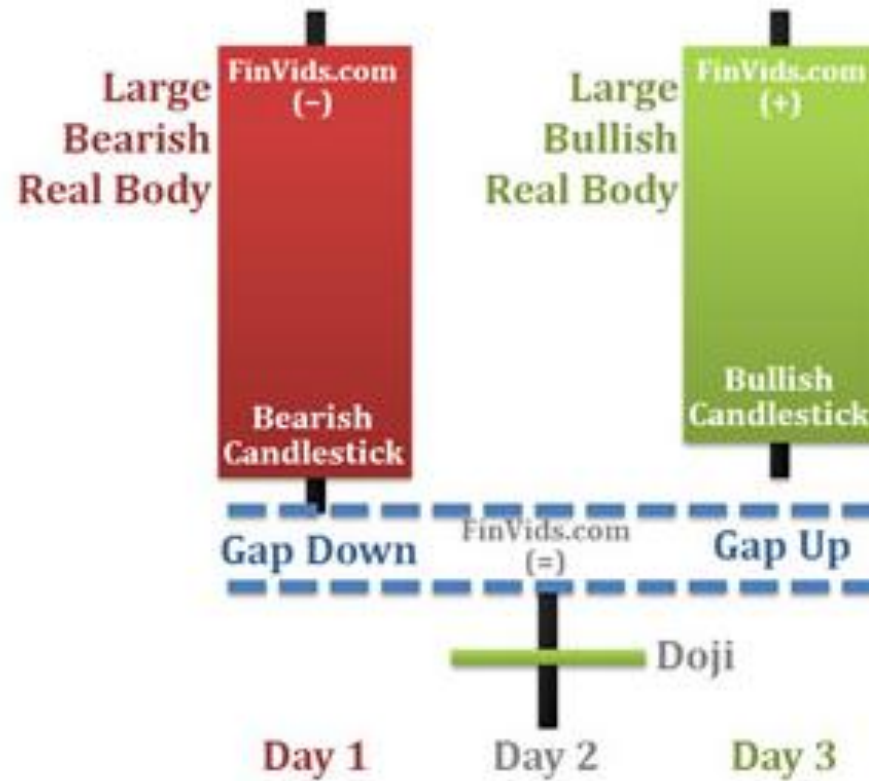 Large
Bearish
Real Body
FinVids.com
(−)
Bearish
Candlestick
Large
Bullish
Real Body
FinVids.com
(+)
Bullish
Candlestick
Gap Down
FinVids.com
(=)
Gap Up
Doji
Day 1
Day 2
Day 3